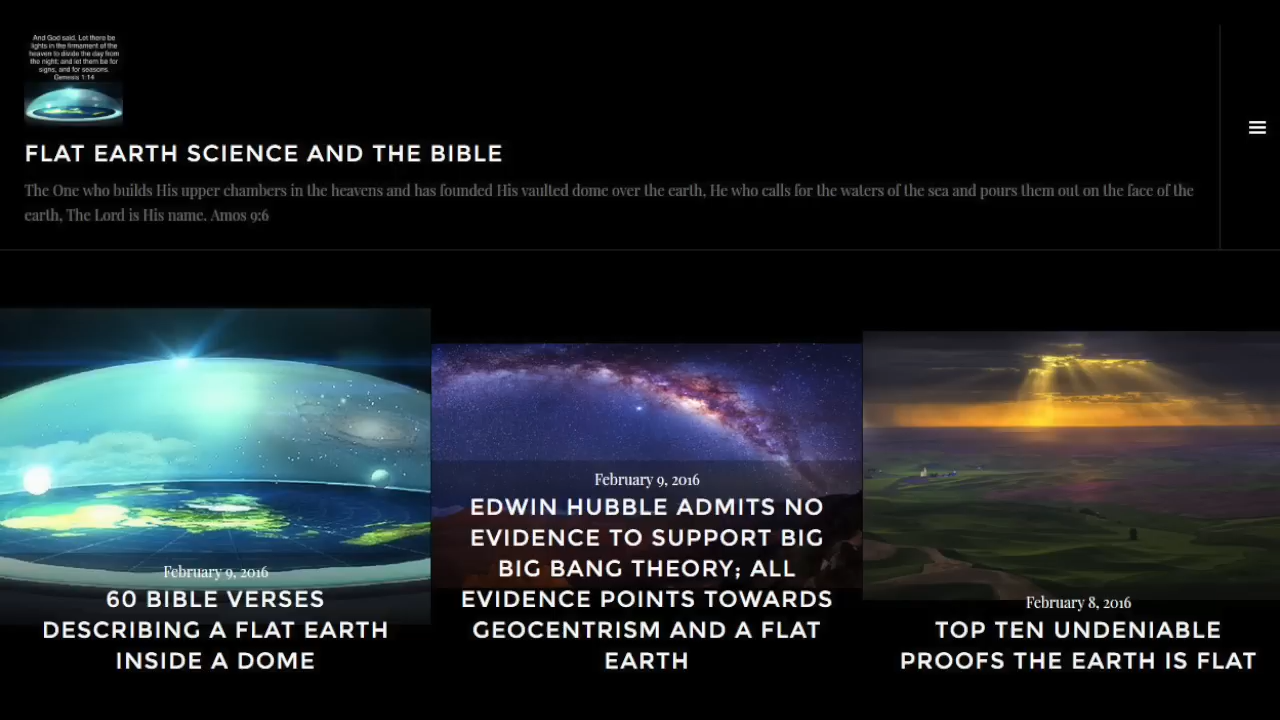 And God said, Let there be
lights in the firmament of the
heaven to divide the day from
the night; and let them be for
signs, and for seasons.
Genesis 1:14
FLAT EARTH SCIENCE AND THE BIBLE
The One who builds His upper chambers in the heavens and has founded His vaulted dome over the earth, He who calls for the waters of the sea and pours them out on the face of the
earth, The Lord is His name. Amos 9:6
February 9, 2016
60 BIBLE VERSES
DESCRIBING A FLAT EARTH
INSIDE A DOME
February 9, 2016
EDWIN HUBBLE ADMITS NO
EVIDENCE TO SUPPORT BIG
BIG BANG THEORY; ALL
EVIDENCE POINTS TOWARDS
GEOCENTRISM AND A FLAT
EARTH
February 8, 2016
TOP TEN UNDENIABLE
PROOFS THE EARTH IS FLAT